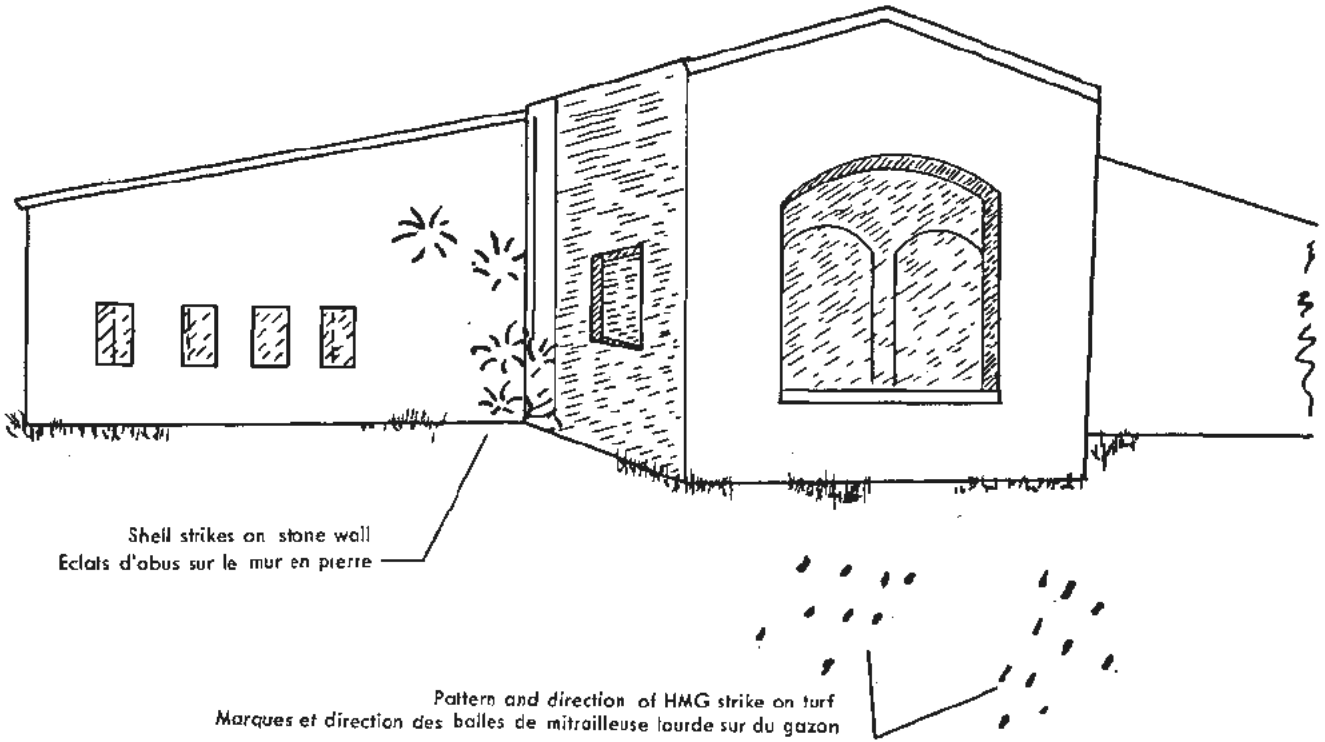 Shell strikes on stone wall
Eclats d'obus sur le mur en pierre
Pattern and direction of HMG strike on turf
Marques et direction des balles de mitrailleuse lourde sur du gazon